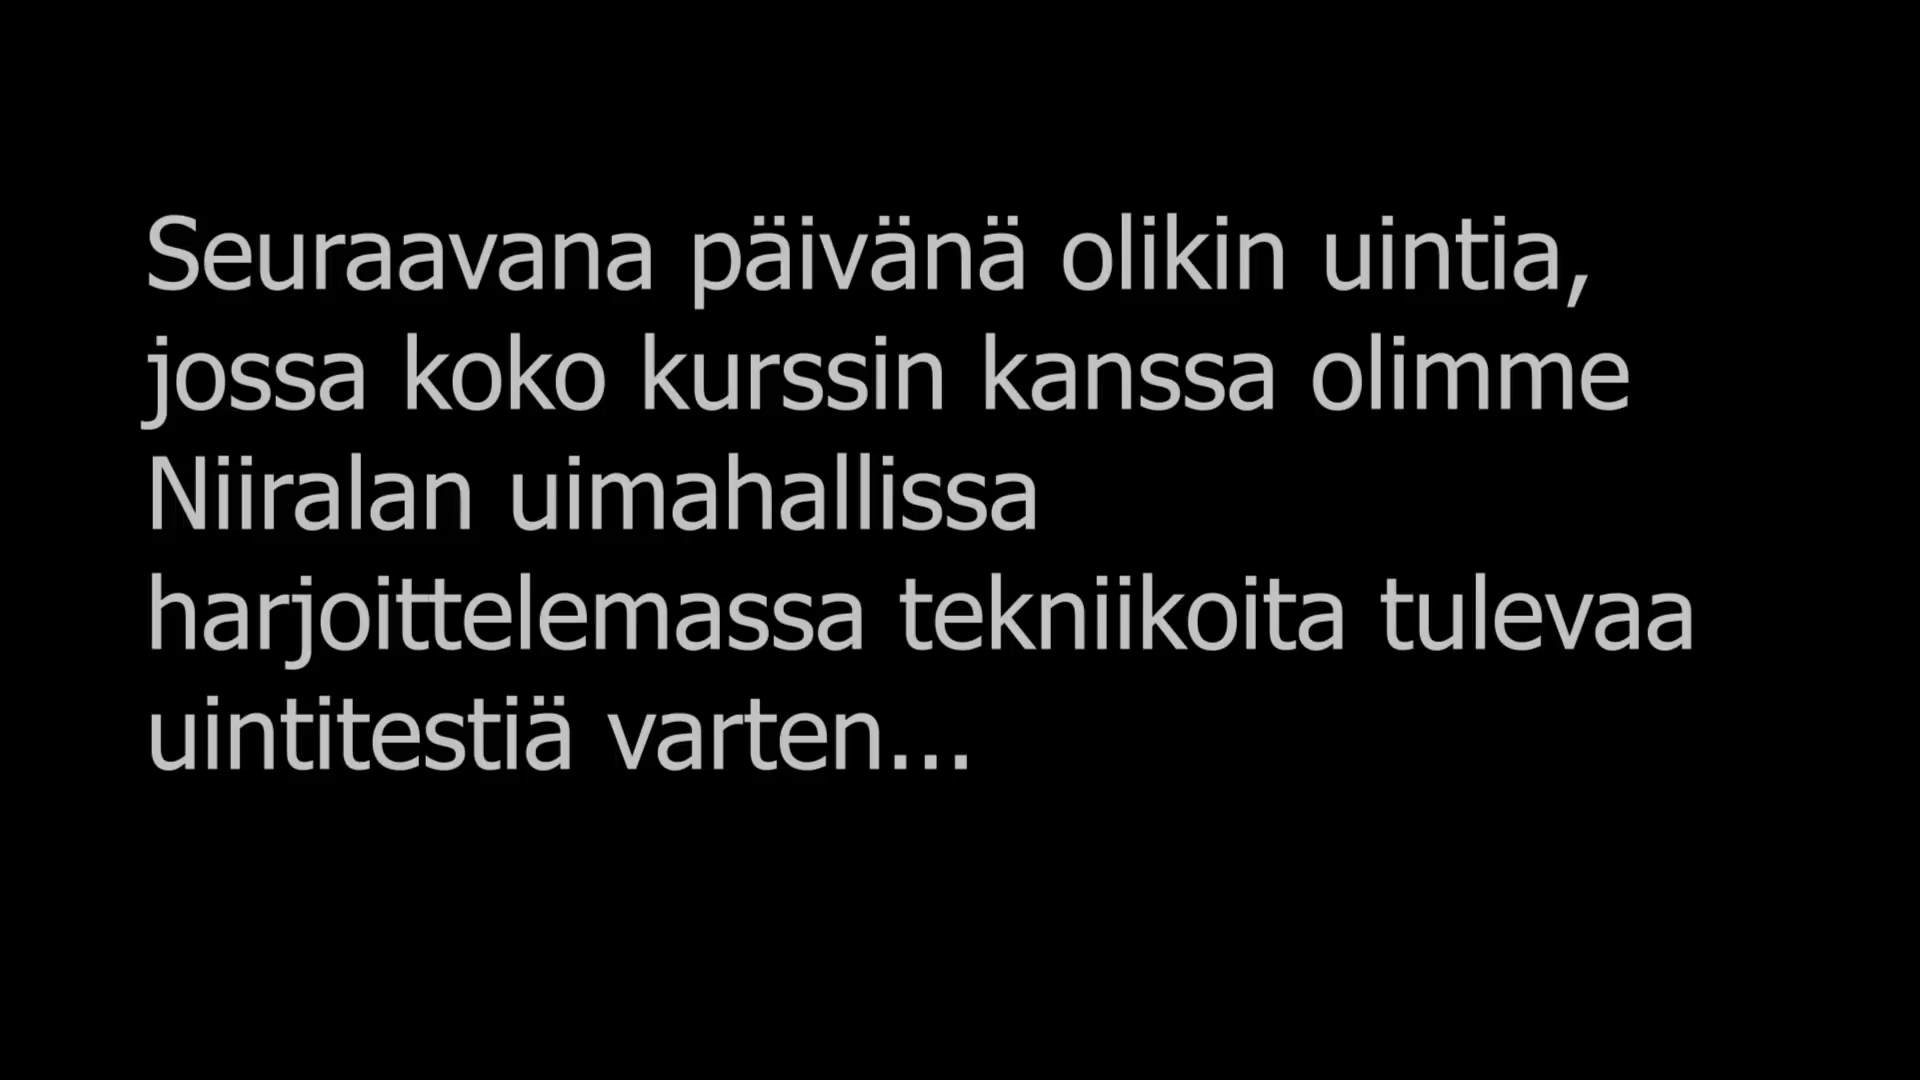 Seuraavana päivänä olikin uintia,
jossa koko kurssin kanssa olimme
Niiralan uimahallissa
harjoittelemassa tekniikoita tulevaa
uintitestiä varten...